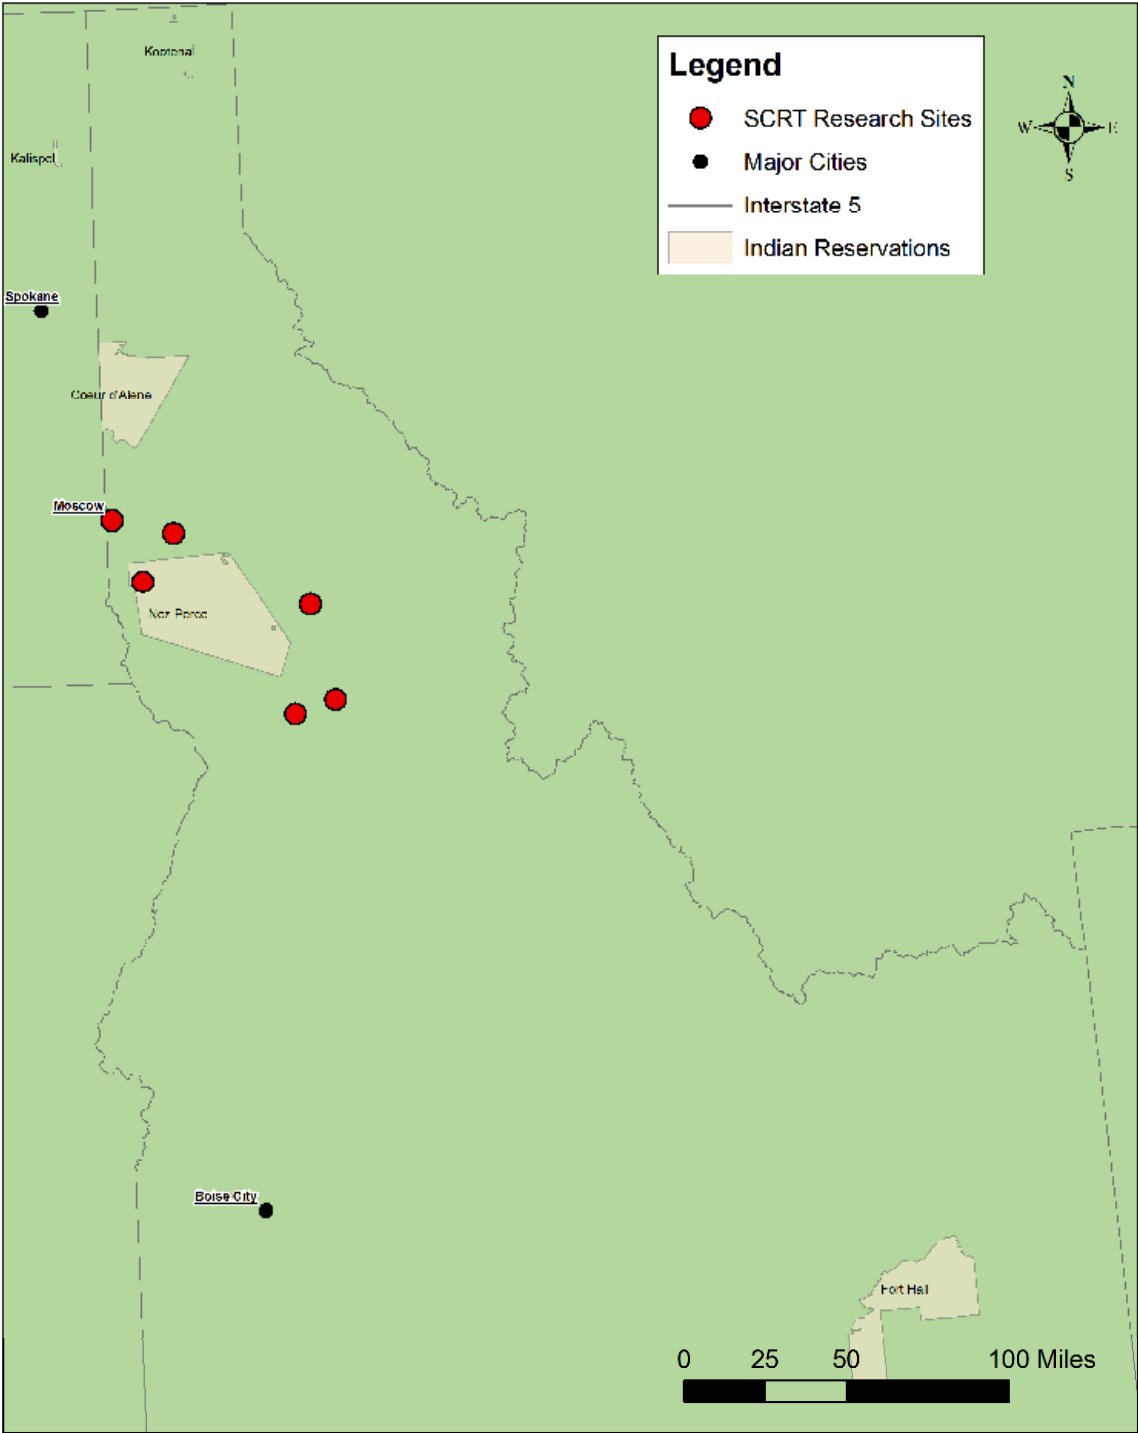 Kootenai
Legend
SCRT Research Sites
Major Cities
Interstate 5
Indian Reservations
N
W E
S
Kalispel
Spokane
Coeur d'Alene
Moscow
Nez Perce
Boise City
Fort Hall
0 25 50 100 Miles